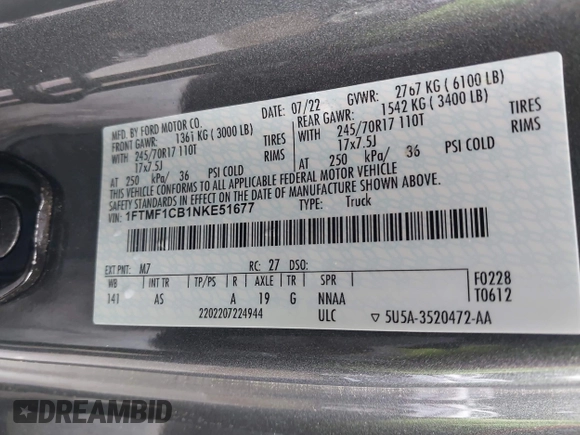 MFD. BY FORD MOTOR CO.
DATE: 07/22 GVWR: 2767 KG ( 6100 LB)
FRONT GAWR: 1361 KG ( 3000 LB) REAR GAWR: 1542 KG ( 3400 LB)
WITH 245/70R17 110T TIRES WITH 245/70R17 110T TIRES
17x7.5J RIMS 17x7.5J RIMS
AT 250 kPa/ 36 PSI COLD AT 250 kPa/ 36 PSI COLD
THIS VEHICLE CONFORMS TO ALL APPLICABLE FEDERAL MOTOR VEHICLE
SAFETY STANDARDS IN EFFECT ON THE DATE OF MANUFACTURE SHOWN ABOVE.
VIN: 1FTMF1CB1NKE51677 TYPE: Truck
EXT PNT: M7 RC: 27 DSO:
WB INT TR TP/PS R AXLE TR SPR
141 AS A 19 G NNAA
F0228
T0612
2202207224944 ULC 5U5A-3520472-AA
DREAMBID